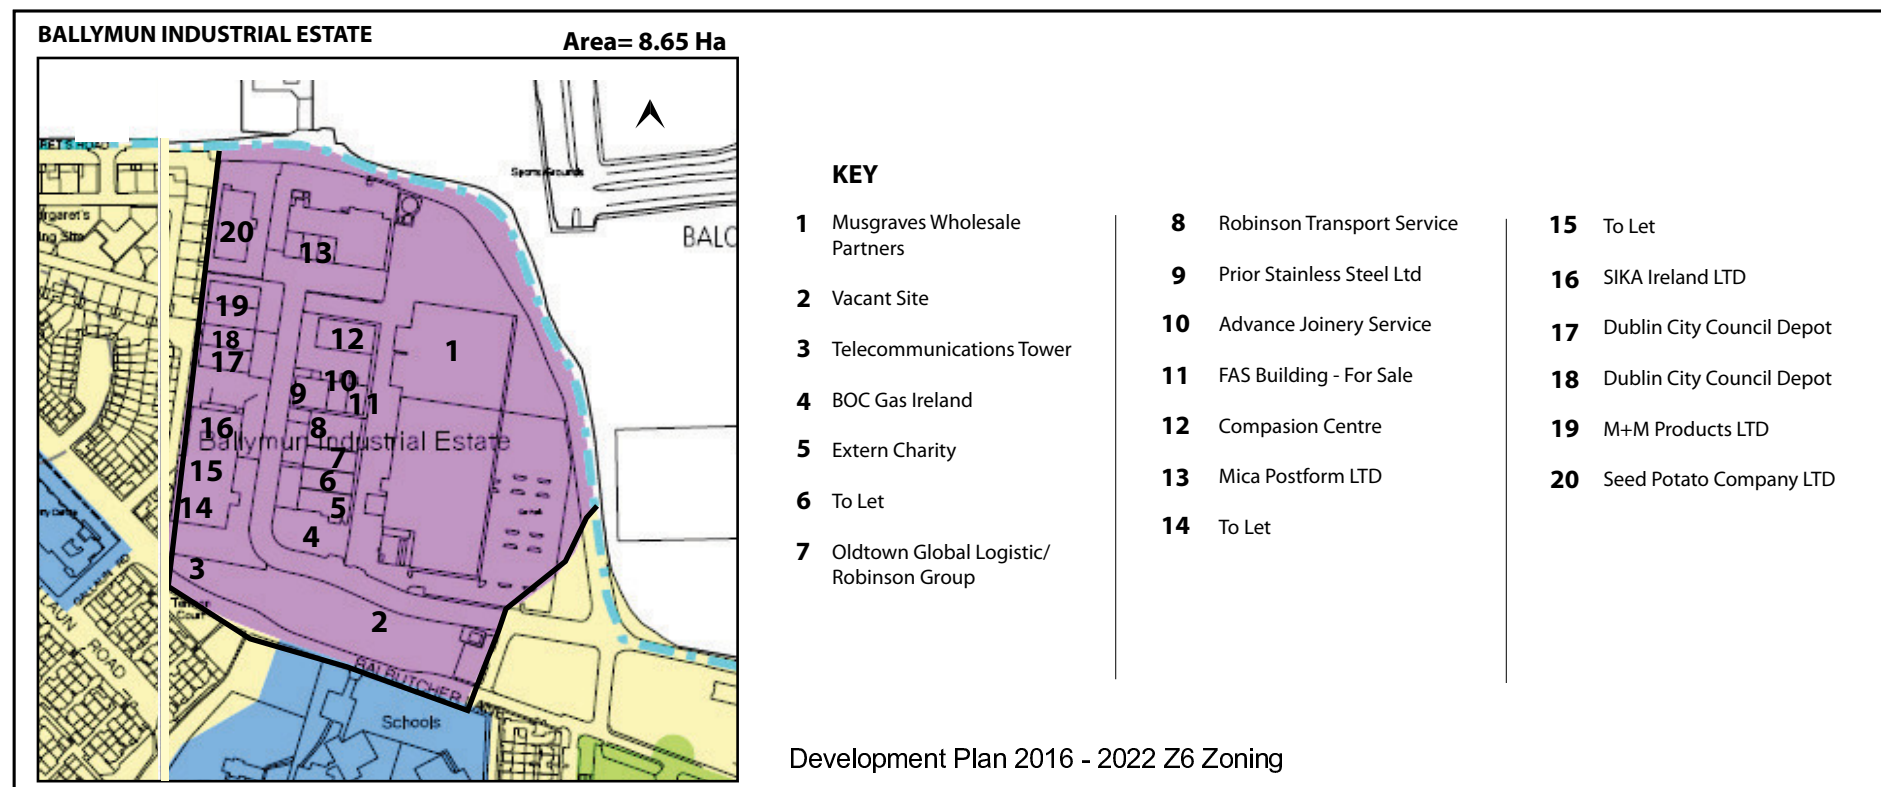 BALLYMUN INDUSTRIAL ESTATE
Area= 8.65 Ha
Sports Grounds
BALC
20
13
19
18
17
12
1
10
9
11
16
8
Ballymun Industrial Estate
7
15
6
14
5
4
3
2
BALBUTCHER
Schools
LAUN ROAD
KEY
1 Musgraves Wholesale
Partners
2 Vacant Site
3 Telecommunications Tower
4 BOC Gas Ireland
5 Extern Charity
6 To Let
7 Oldtown Global Logistic/
Robinson Group
8 Robinson Transport Service
9 Prior Stainless Steel Ltd
10 Advance Joinery Service
11 FAS Building - For Sale
12 Compasion Centre
13 Mica Postform LTD
14 To Let
15 To Let
16 SIKA Ireland LTD
17 Dublin City Council Depot
18 Dublin City Council Depot
19 M+M Products LTD
20 Seed Potato Company LTD
Development Plan 2016 - 2022 Z6 Zoning